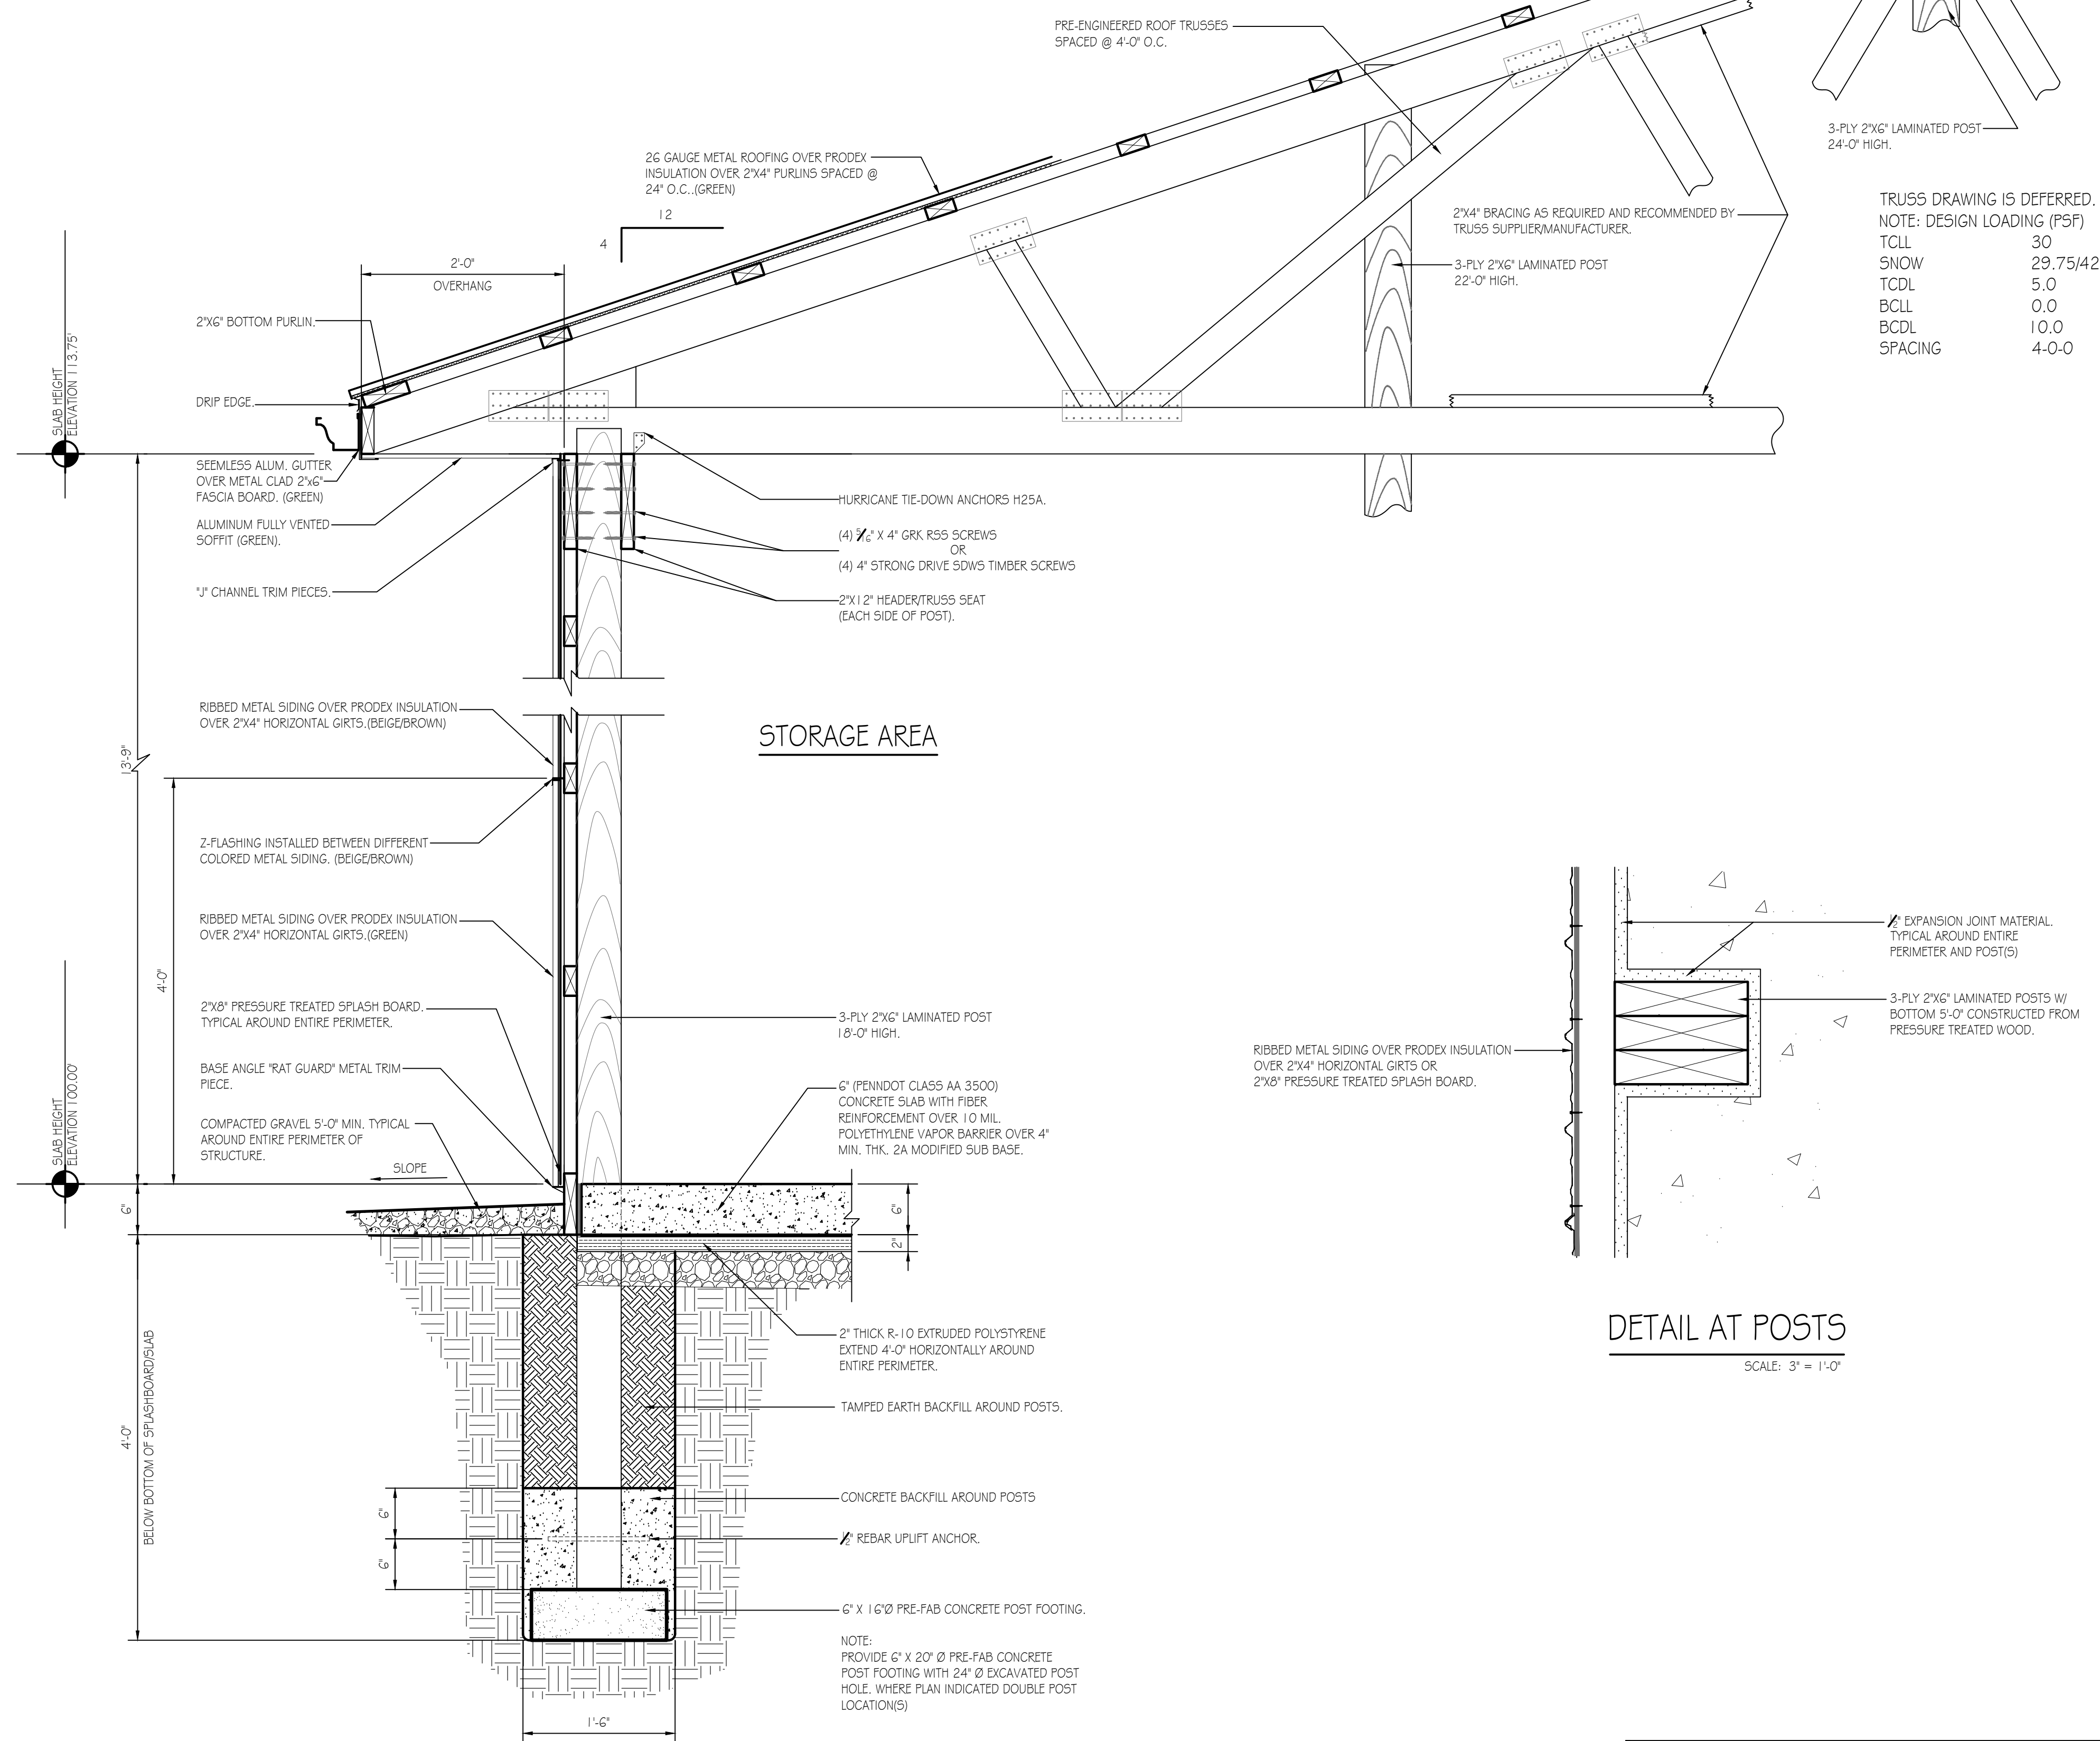 PRE-ENGINEERED ROOF TRUSSES
SPACED @ 4'-0" O.C.
3-PLY 2"X6" LAMINATED POST
24'-0" HIGH.
26 GAUGE METAL ROOFING OVER PRODEX
INSULATION OVER 2"X4" PURLINS SPACED @
24" O.C..(GREEN)
12
4
2'-0"
OVERHANG
2"X4" BRACING AS REQUIRED AND RECOMMENDED BY
TRUSS SUPPLIER/MANUFACTURER.
3-PLY 2"X6" LAMINATED POST
22'-0" HIGH.
TRUSS DRAWING IS DEFERRED.
NOTE: DESIGN LOADING (PSF)
TCLL 30
SNOW 29.75/42
TCDL 5.0
BCLL 0.0
BCDL 10.0
SPACING 4-0-0
2"X6" BOTTOM PURLIN.
DRIP EDGE.
SLAB HEIGHT
ELEVATION 113.75'
SEEMLESS ALUM. GUTTER
OVER METAL CLAD 2"x6"
FASCIA BOARD. (GREEN)
ALUMINUM FULLY VENTED
SOFFIT (GREEN).
"J" CHANNEL TRIM PIECES.
HURRICANE TIE-DOWN ANCHORS H25A.
(4) 5/16" X 4" GRK RSS SCREWS
OR
(4) 4" STRONG DRIVE SDWS TIMBER SCREWS
2"X12" HEADER/TRUSS SEAT
(EACH SIDE OF POST).
RIBBED METAL SIDING OVER PRODEX INSULATION
OVER 2"X4" HORIZONTAL GIRTS.(BEIGE/BROWN)
STORAGE AREA
13'-9"
Z-FLASHING INSTALLED BETWEEN DIFFERENT
COLORED METAL SIDING. (BEIGE/BROWN)
RIBBED METAL SIDING OVER PRODEX INSULATION
OVER 2"X4" HORIZONTAL GIRTS.(GREEN)
4'-0"
2"X8" PRESSURE TREATED SPLASH BOARD.
TYPICAL AROUND ENTIRE PERIMETER.
3-PLY 2"X6" LAMINATED POST
18'-0" HIGH.
BASE ANGLE "RAT GUARD" METAL TRIM
PIECE.
6" (PENNDOT CLASS AA 3500)
CONCRETE SLAB WITH FIBER
REINFORCEMENT OVER 10 MIL.
POLYETHYLENE VAPOR BARRIER OVER 4"
MIN. THK. 2A MODIFIED SUB BASE.
COMPACTED GRAVEL 5'-0" MIN. TYPICAL
AROUND ENTIRE PERIMETER OF
STRUCTURE.
SLOPE
SLAB HEIGHT
ELEVATION 100.00'
6"
6"
2"
1/2" EXPANSION JOINT MATERIAL.
TYPICAL AROUND ENTIRE
PERIMETER AND POST(S)
3-PLY 2"X6" LAMINATED POSTS W/
BOTTOM 5'-0" CONSTRUCTED FROM
PRESSURE TREATED WOOD.
RIBBED METAL SIDING OVER PRODEX INSULATION
OVER 2"X4" HORIZONTAL GIRTS OR
2"X8" PRESSURE TREATED SPLASH BOARD.
DETAIL AT POSTS
SCALE: 3" = 1'-0"
2" THICK R-10 EXTRUDED POLYSTYRENE
EXTEND 4'-0" HORIZONTALLY AROUND
ENTIRE PERIMETER.
TAMPED EARTH BACKFILL AROUND POSTS.
4'-0"
BELOW BOTTOM OF SPLASHBOARD/SLAB
CONCRETE BACKFILL AROUND POSTS
6"
1/2" REBAR UPLIFT ANCHOR.
6"
6" X 16"Ø PRE-FAB CONCRETE POST FOOTING.
NOTE:
PROVIDE 6" X 20" Ø PRE-FAB CONCRETE
POST FOOTING WITH 24" Ø EXCAVATED POST
HOLE. WHERE PLAN INDICATED DOUBLE POST
LOCATION(S)
1'-6"